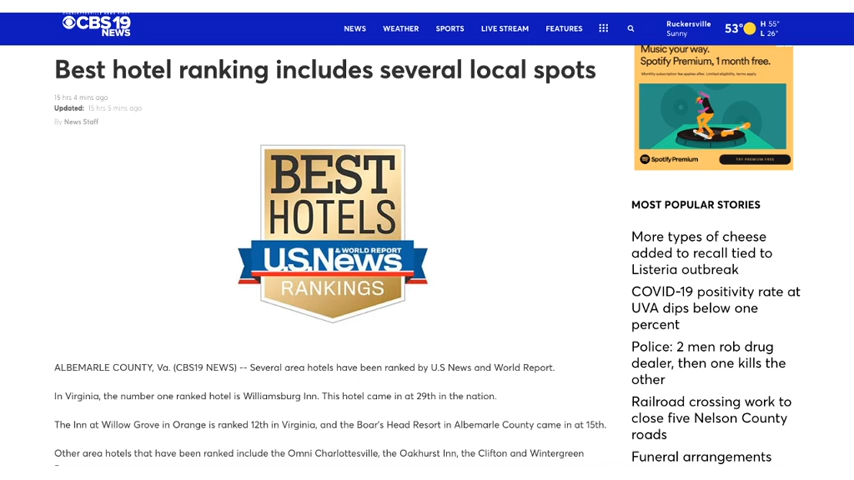 CBS19
NEWS
NEWS
WEATHER
SPORTS
LIVE STREAM
FEATURES
Ruckersville
Sunny
53°
H 55°
L 26°
Best hotel ranking includes several local spots
15 hrs 4 mins ago
Updated: 15 hrs 5 mins ago
By News Staff
BEST
HOTELS
U.S.News
& WORLD REPORT
RANKINGS
ALBEMARLE COUNTY, Va. (CBS19 NEWS) -- Several area hotels have been ranked by U.S News and World Report.
In Virginia, the number one ranked hotel is Williamsburg Inn. This hotel came in at 29th in the nation.
The Inn at Willow Grove in Orange is ranked 12th in Virginia, and the Boar's Head Resort in Albemarle County came in at 15th.
Other area hotels that have been ranked include the Omni Charlottesville, the Oakhurst Inn, the Clifton and Wintergreen
Music your way.
Spotify Premium, 1 month free.
Monthly subscription fee applies after. Limited eligibility, terms apply.
Spotify Premium
TRY PREMIUM FREE
MOST POPULAR STORIES
More types of cheese
added to recall tied to
Listeria outbreak
COVID-19 positivity rate at
UVA dips below one
percent
Police: 2 men rob drug
dealer, then one kills the
other
Railroad crossing work to
close five Nelson County
roads
Funeral arrangements